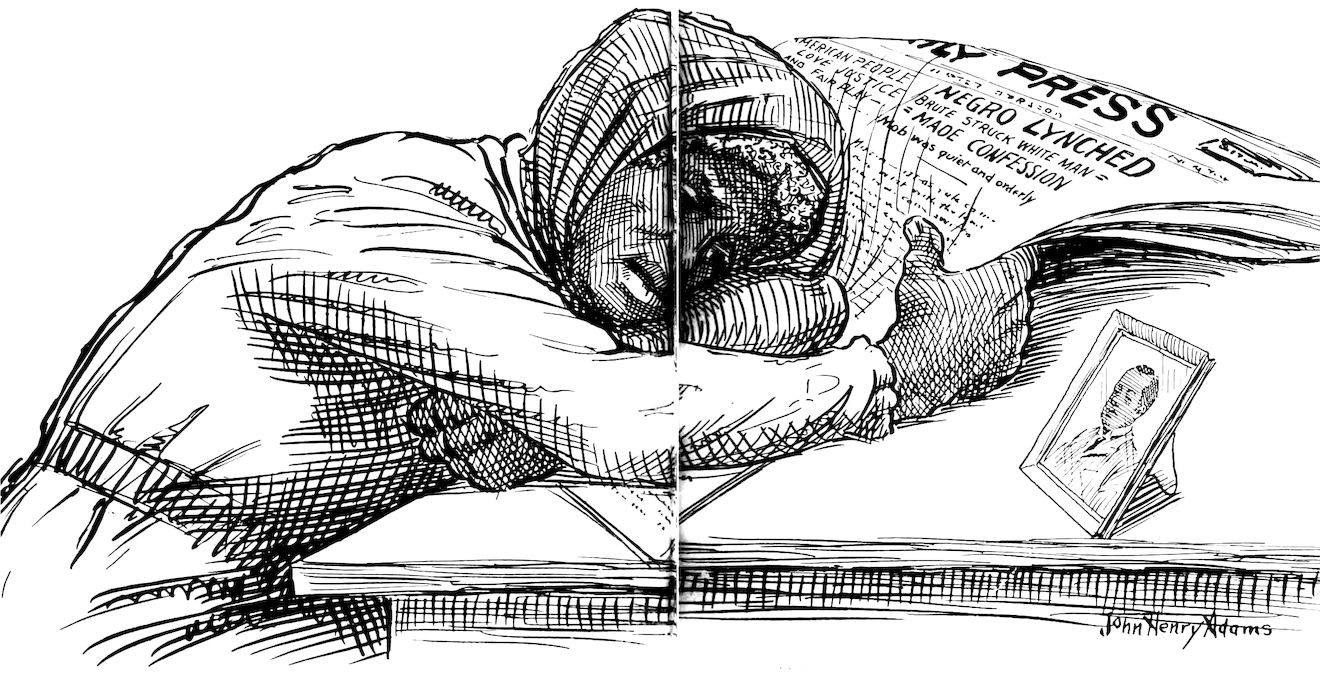 LY PRESS
AMERICAN PEOPLE
LOVE JUSTICE
AND FAIR PLAY—
NEGRO LYNCHED
BRUTE STRUCK WHITE MAN =
= MADE CONFESSION
Mob was quiet and orderly
John Henry Adams